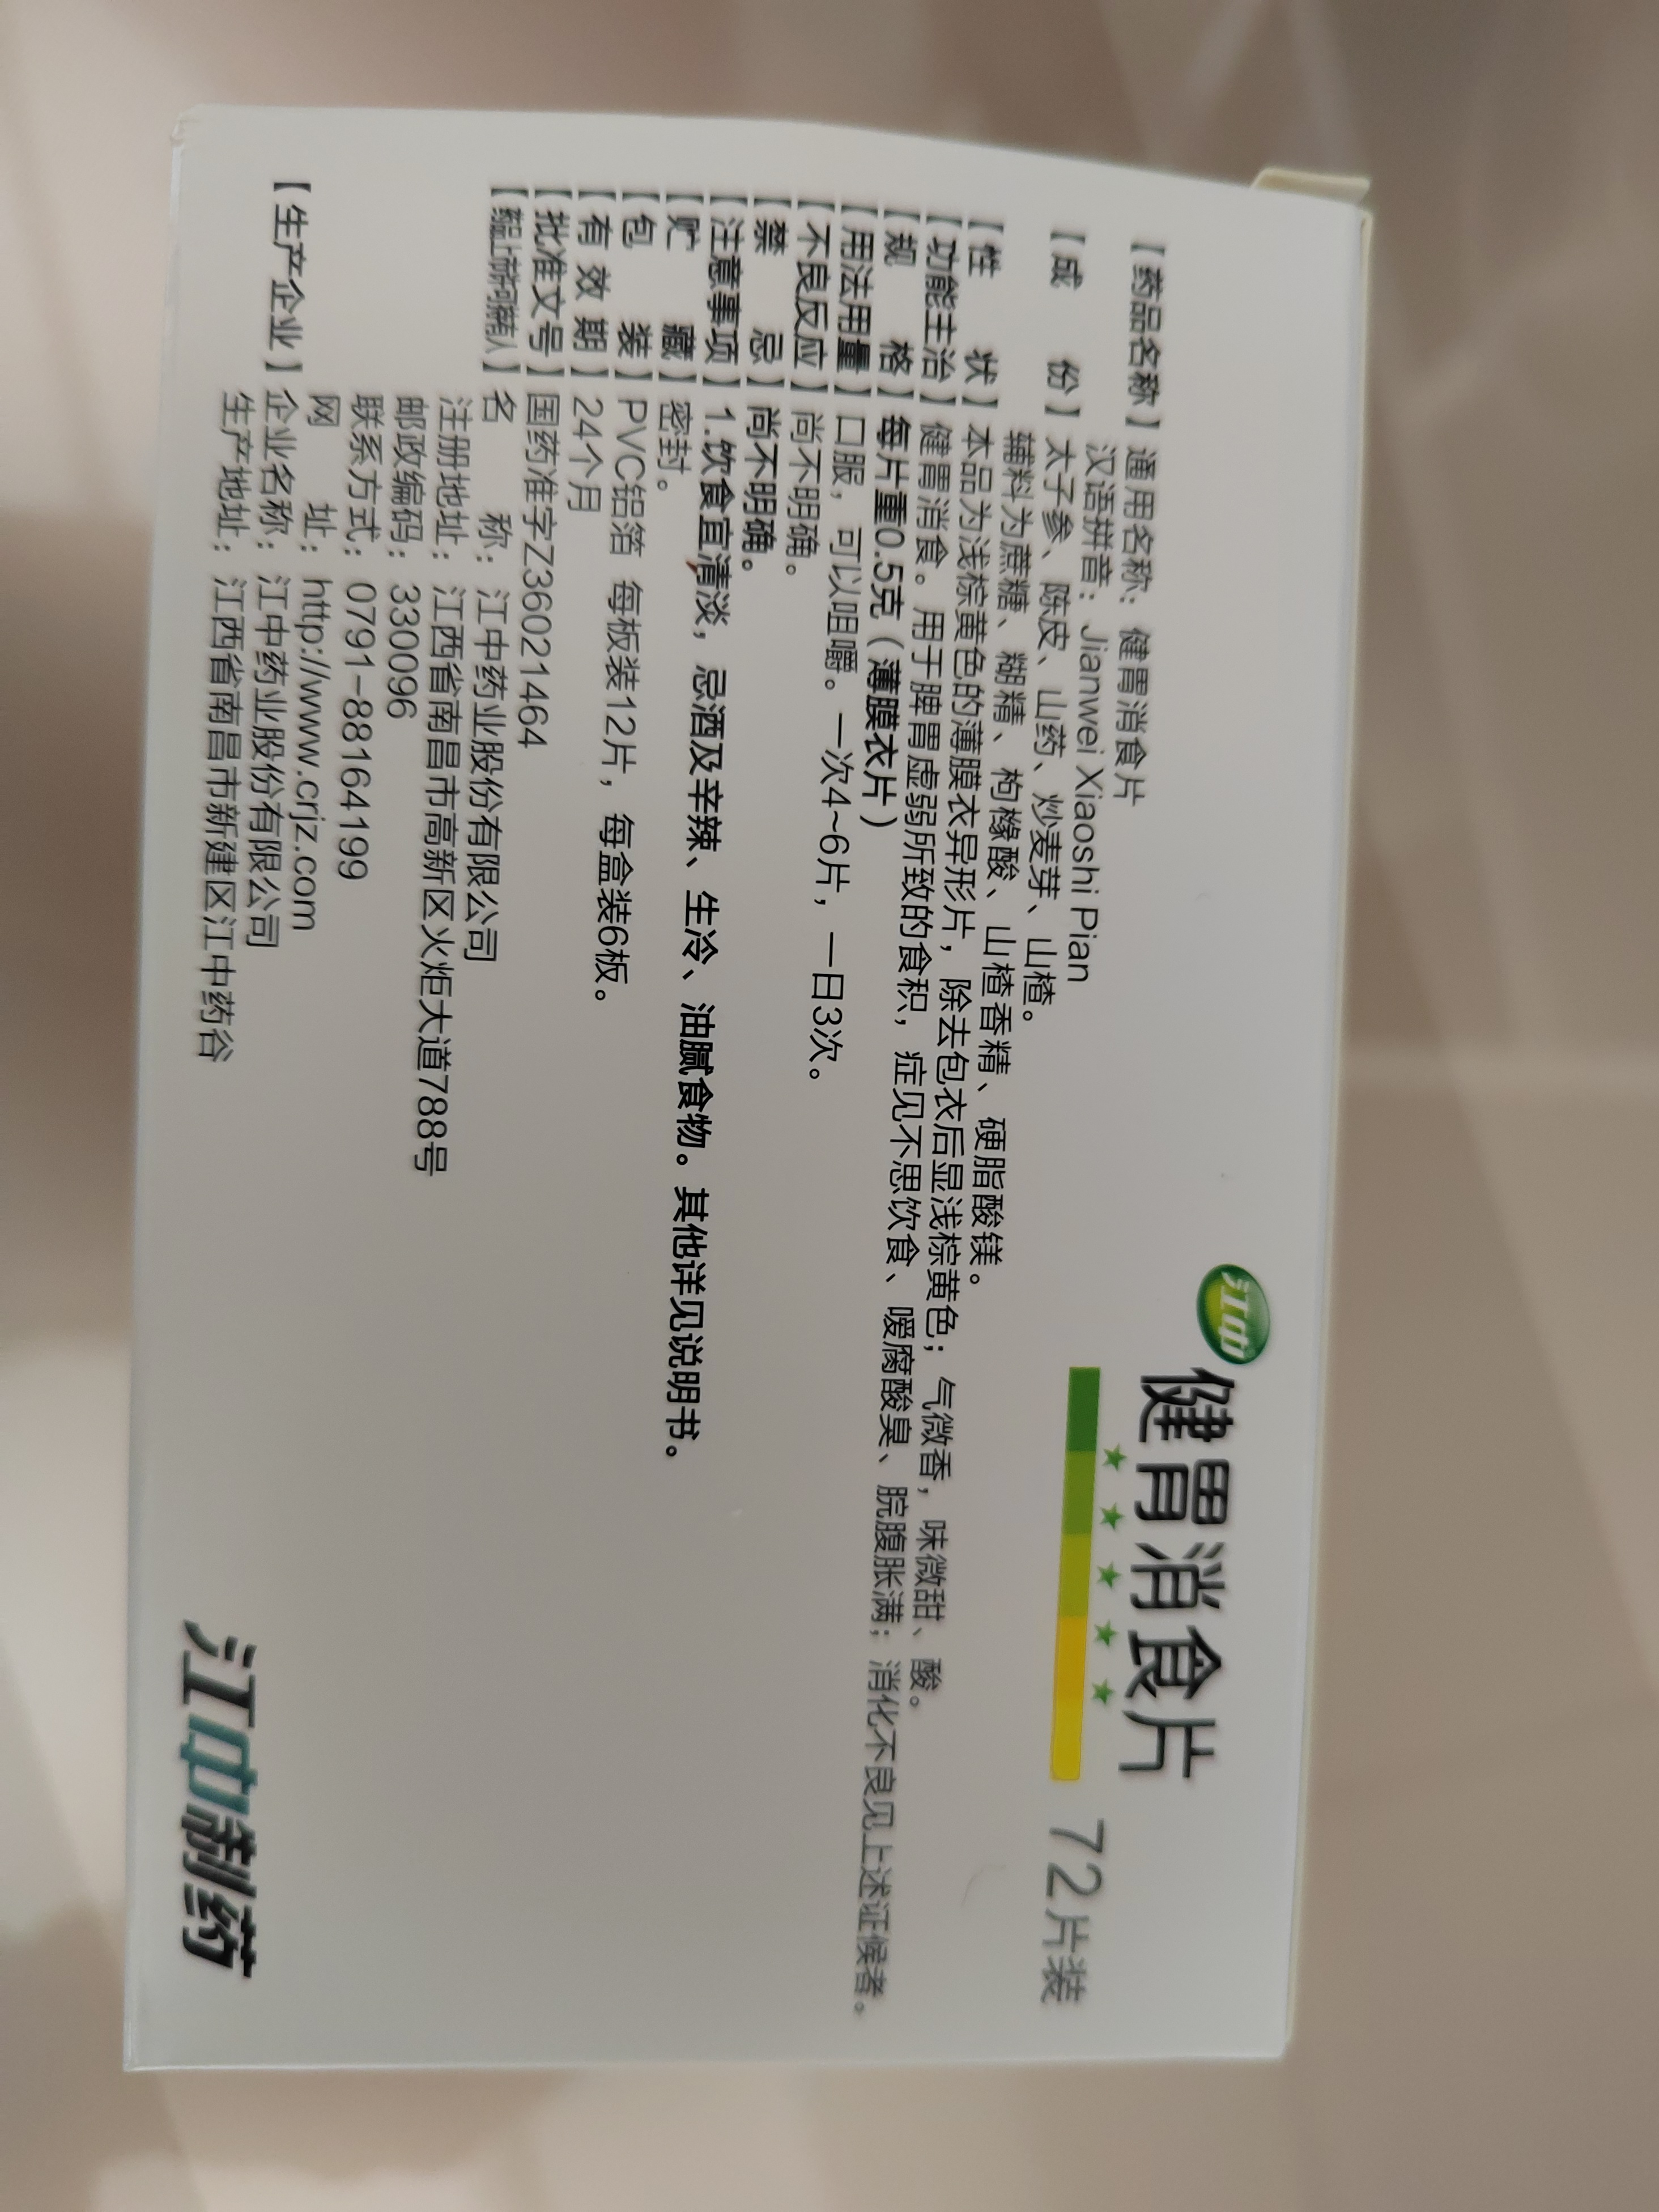 江中
健胃消食片
72片装
【药品名称】通用名称：健胃消食片
汉语拼音：Jianwei Xiaoshi Pian
【成 份】太子参、陈皮、山药、炒麦芽、山楂。
辅料为蔗糖、糊精、枸橼酸、山楂香精、硬脂酸镁。
【性 状】本品为浅棕黄色的薄膜衣异形片，除去包衣后显浅棕黄色；气微香，味微甜、酸。
【功能主治】健胃消食。用于脾胃虚弱所致的食积，症见不思饮食、嗳腐酸臭、脘腹胀满；消化不良见上述证候者。
【规 格】每片重0.5克（薄膜衣片）
【用法用量】口服，可以咀嚼。一次4~6片，一日3次。
【不良反应】尚不明确。
【禁 忌】尚不明确。
【注意事项】1.饮食宜清淡，忌酒及辛辣、生冷、油腻食物。其他详见说明书。
【贮 藏】密封。
【包 装】PVC铝箔 每板装12片，每盒装6板。
【有 效 期】24个月
【批准文号】国药准字Z36021464
【药品上市许可持有人】名 称：江中药业股份有限公司
注册地址：江西省南昌市高新区火炬大道788号
邮政编码：330096
联系方式：0791-88164199
网 址：http://www.crjz.com
【生产企业】企业名称：江中药业股份有限公司
生产地址：江西省南昌市新建区江中药谷
江中制药